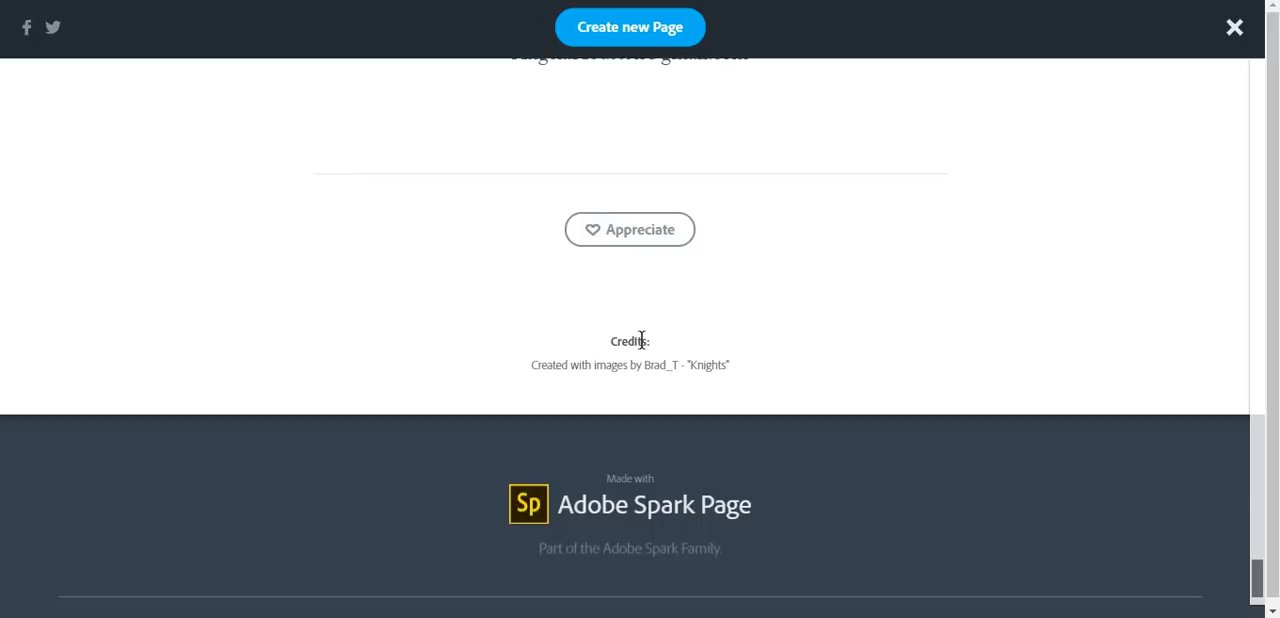 Create new Page
Appreciate
Credits:
Created with images by Brad_T - "Knights"
Made with
Sp Adobe Spark Page
Part of the Adobe Spark Family.